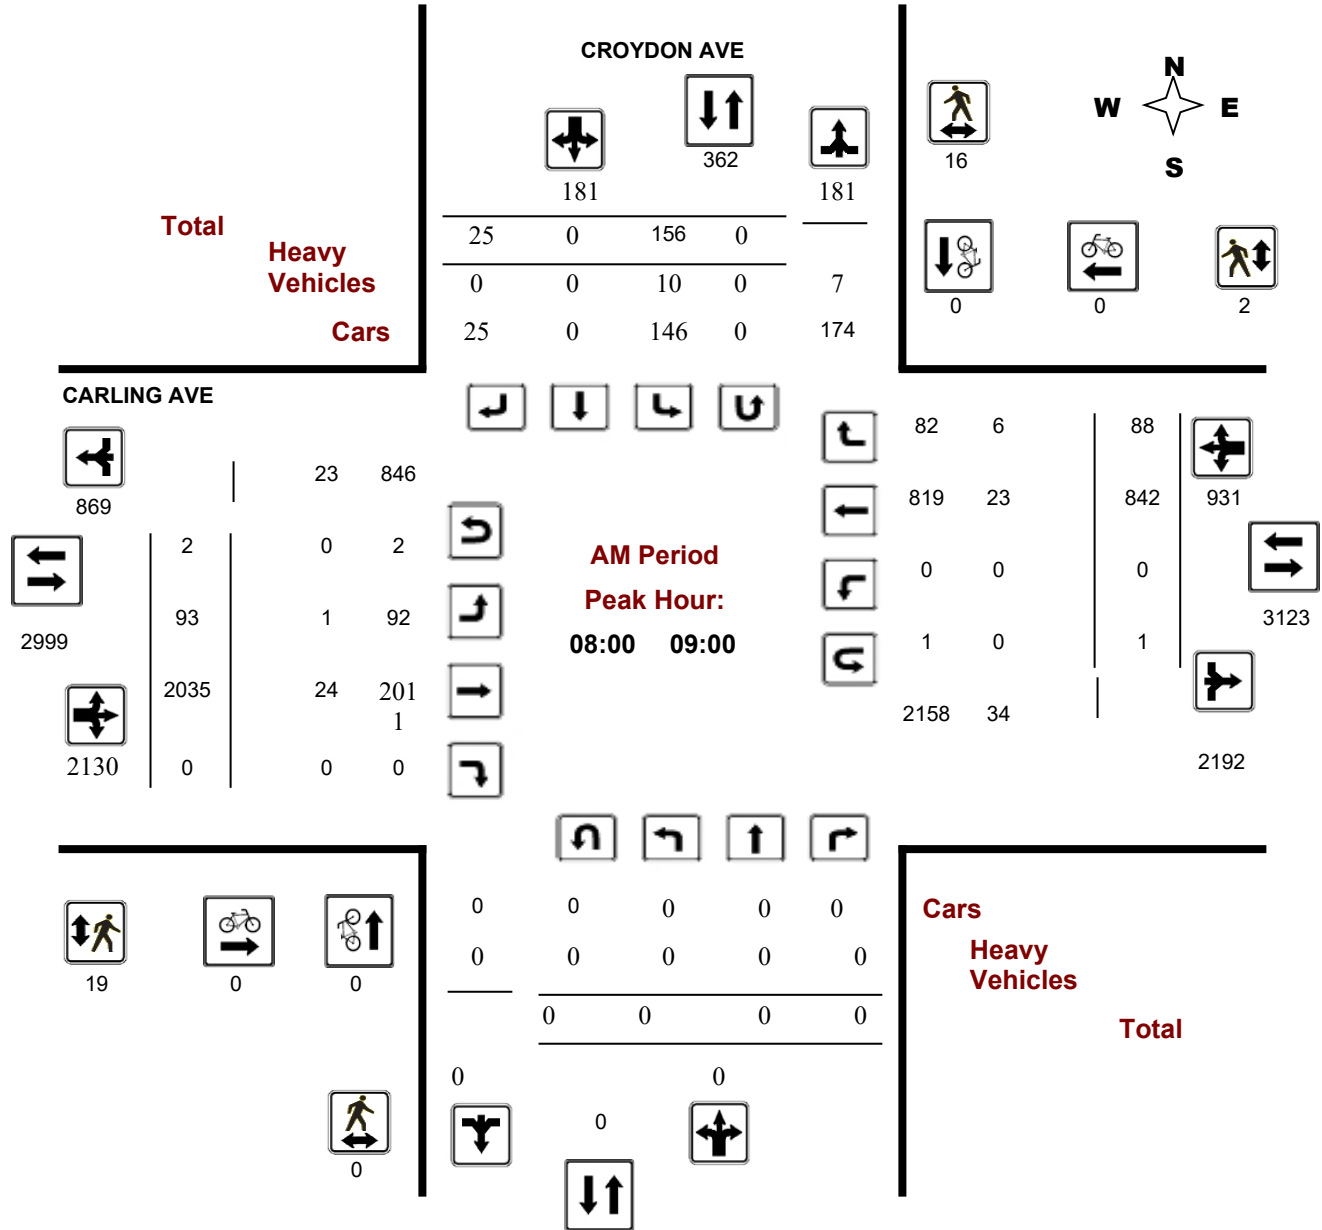 CROYDON AVE
N
W E
S
362
16
181 181
Total
25 0 156 0
Heavy
Vehicles
0 0 10 0 7
0 0 2
Cars
25 0 146 0 174
CARLING AVE
82 6 88
23 846
869
819 23 842 931
2 0 2
AM Period
0 0 0
Peak Hour:
93 1 92
2999
3123
08:00 09:00
1 0 1
2035 24 201
1
2158 34
2130 0 0 0
2192
0 0 0 0 0
Cars
0 0 0 0 0
Heavy
Vehicles
19 0 0
0 0 0 0
Total
0 0
0
0